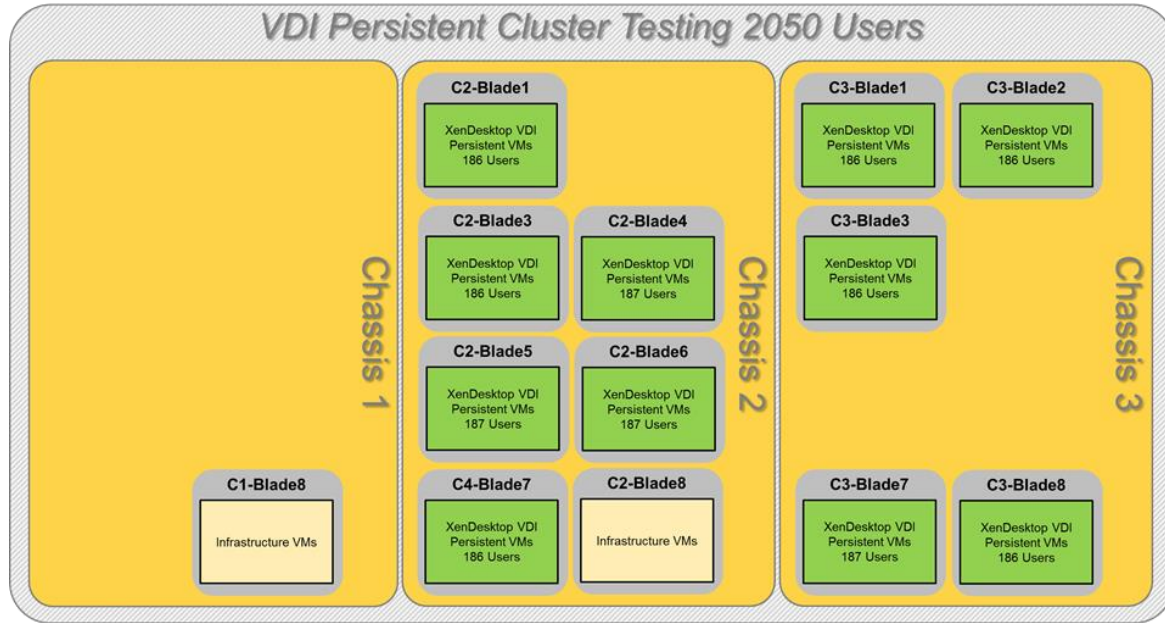 VDI Persistent Cluster Testing 2050 Users
Chassis 1
C1-Blade8
Infrastructure VMs
Chassis 2
C2-Blade1
XenDesktop VDI
Persistent VMs
186 Users
C2-Blade3
XenDesktop VDI
Persistent VMs
186 Users
C2-Blade4
XenDesktop VDI
Persistent VMs
187 Users
C2-Blade5
XenDesktop VDI
Persistent VMs
187 Users
C2-Blade6
XenDesktop VDI
Persistent VMs
187 Users
C4-Blade7
XenDesktop VDI
Persistent VMs
186 Users
C2-Blade8
Infrastructure VMs
Chassis 3
C3-Blade1
XenDesktop VDI
Persistent VMs
186 Users
C3-Blade2
XenDesktop VDI
Persistent VMs
186 Users
C3-Blade3
XenDesktop VDI
Persistent VMs
186 Users
C3-Blade7
XenDesktop VDI
Persistent VMs
187 Users
C3-Blade8
XenDesktop VDI
Persistent VMs
186 Users